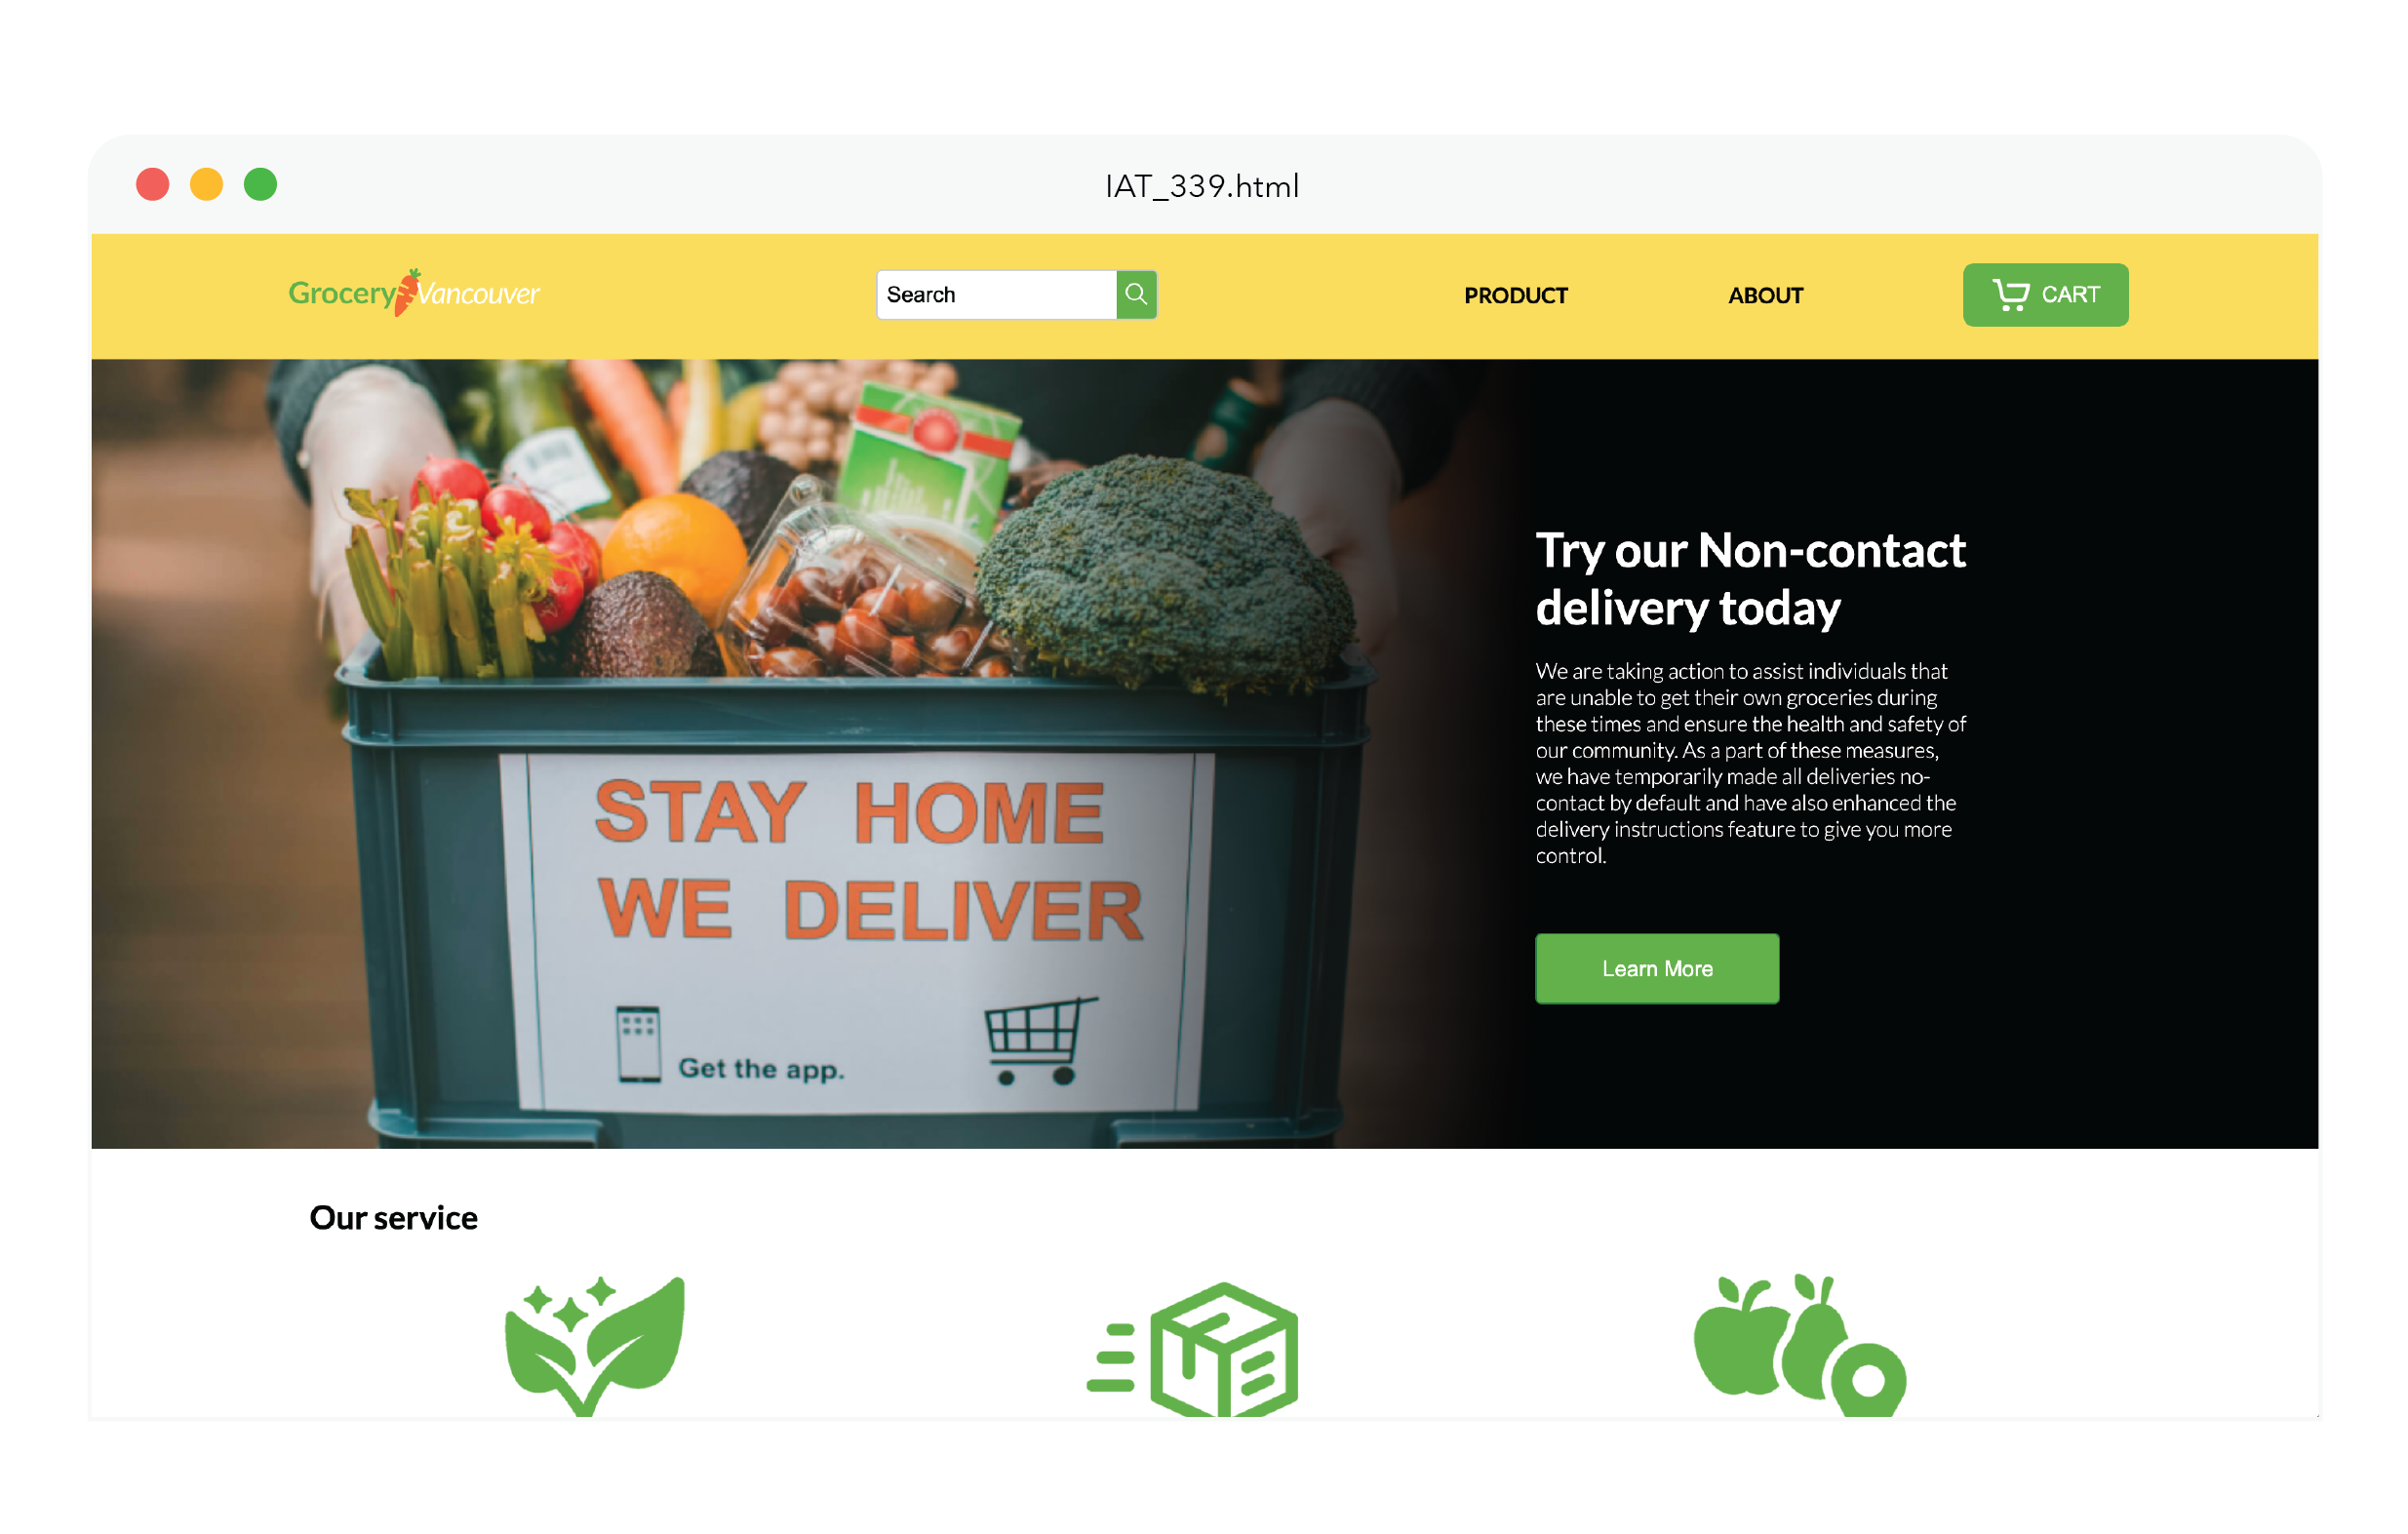 IAT_339.html
Grocery Vancouver
Search
PRODUCT
ABOUT
CART
STAY HOME
WE DELIVER
Get the app.
Try our Non-contact
delivery today
We are taking action to assist individuals that
are unable to get their own groceries during
these times and ensure the health and safety of
our community. As a part of these measures,
we have temporarily made all deliveries no-
contact by default and have also enhanced the
delivery instructions feature to give you more
control.
Learn More
Our service